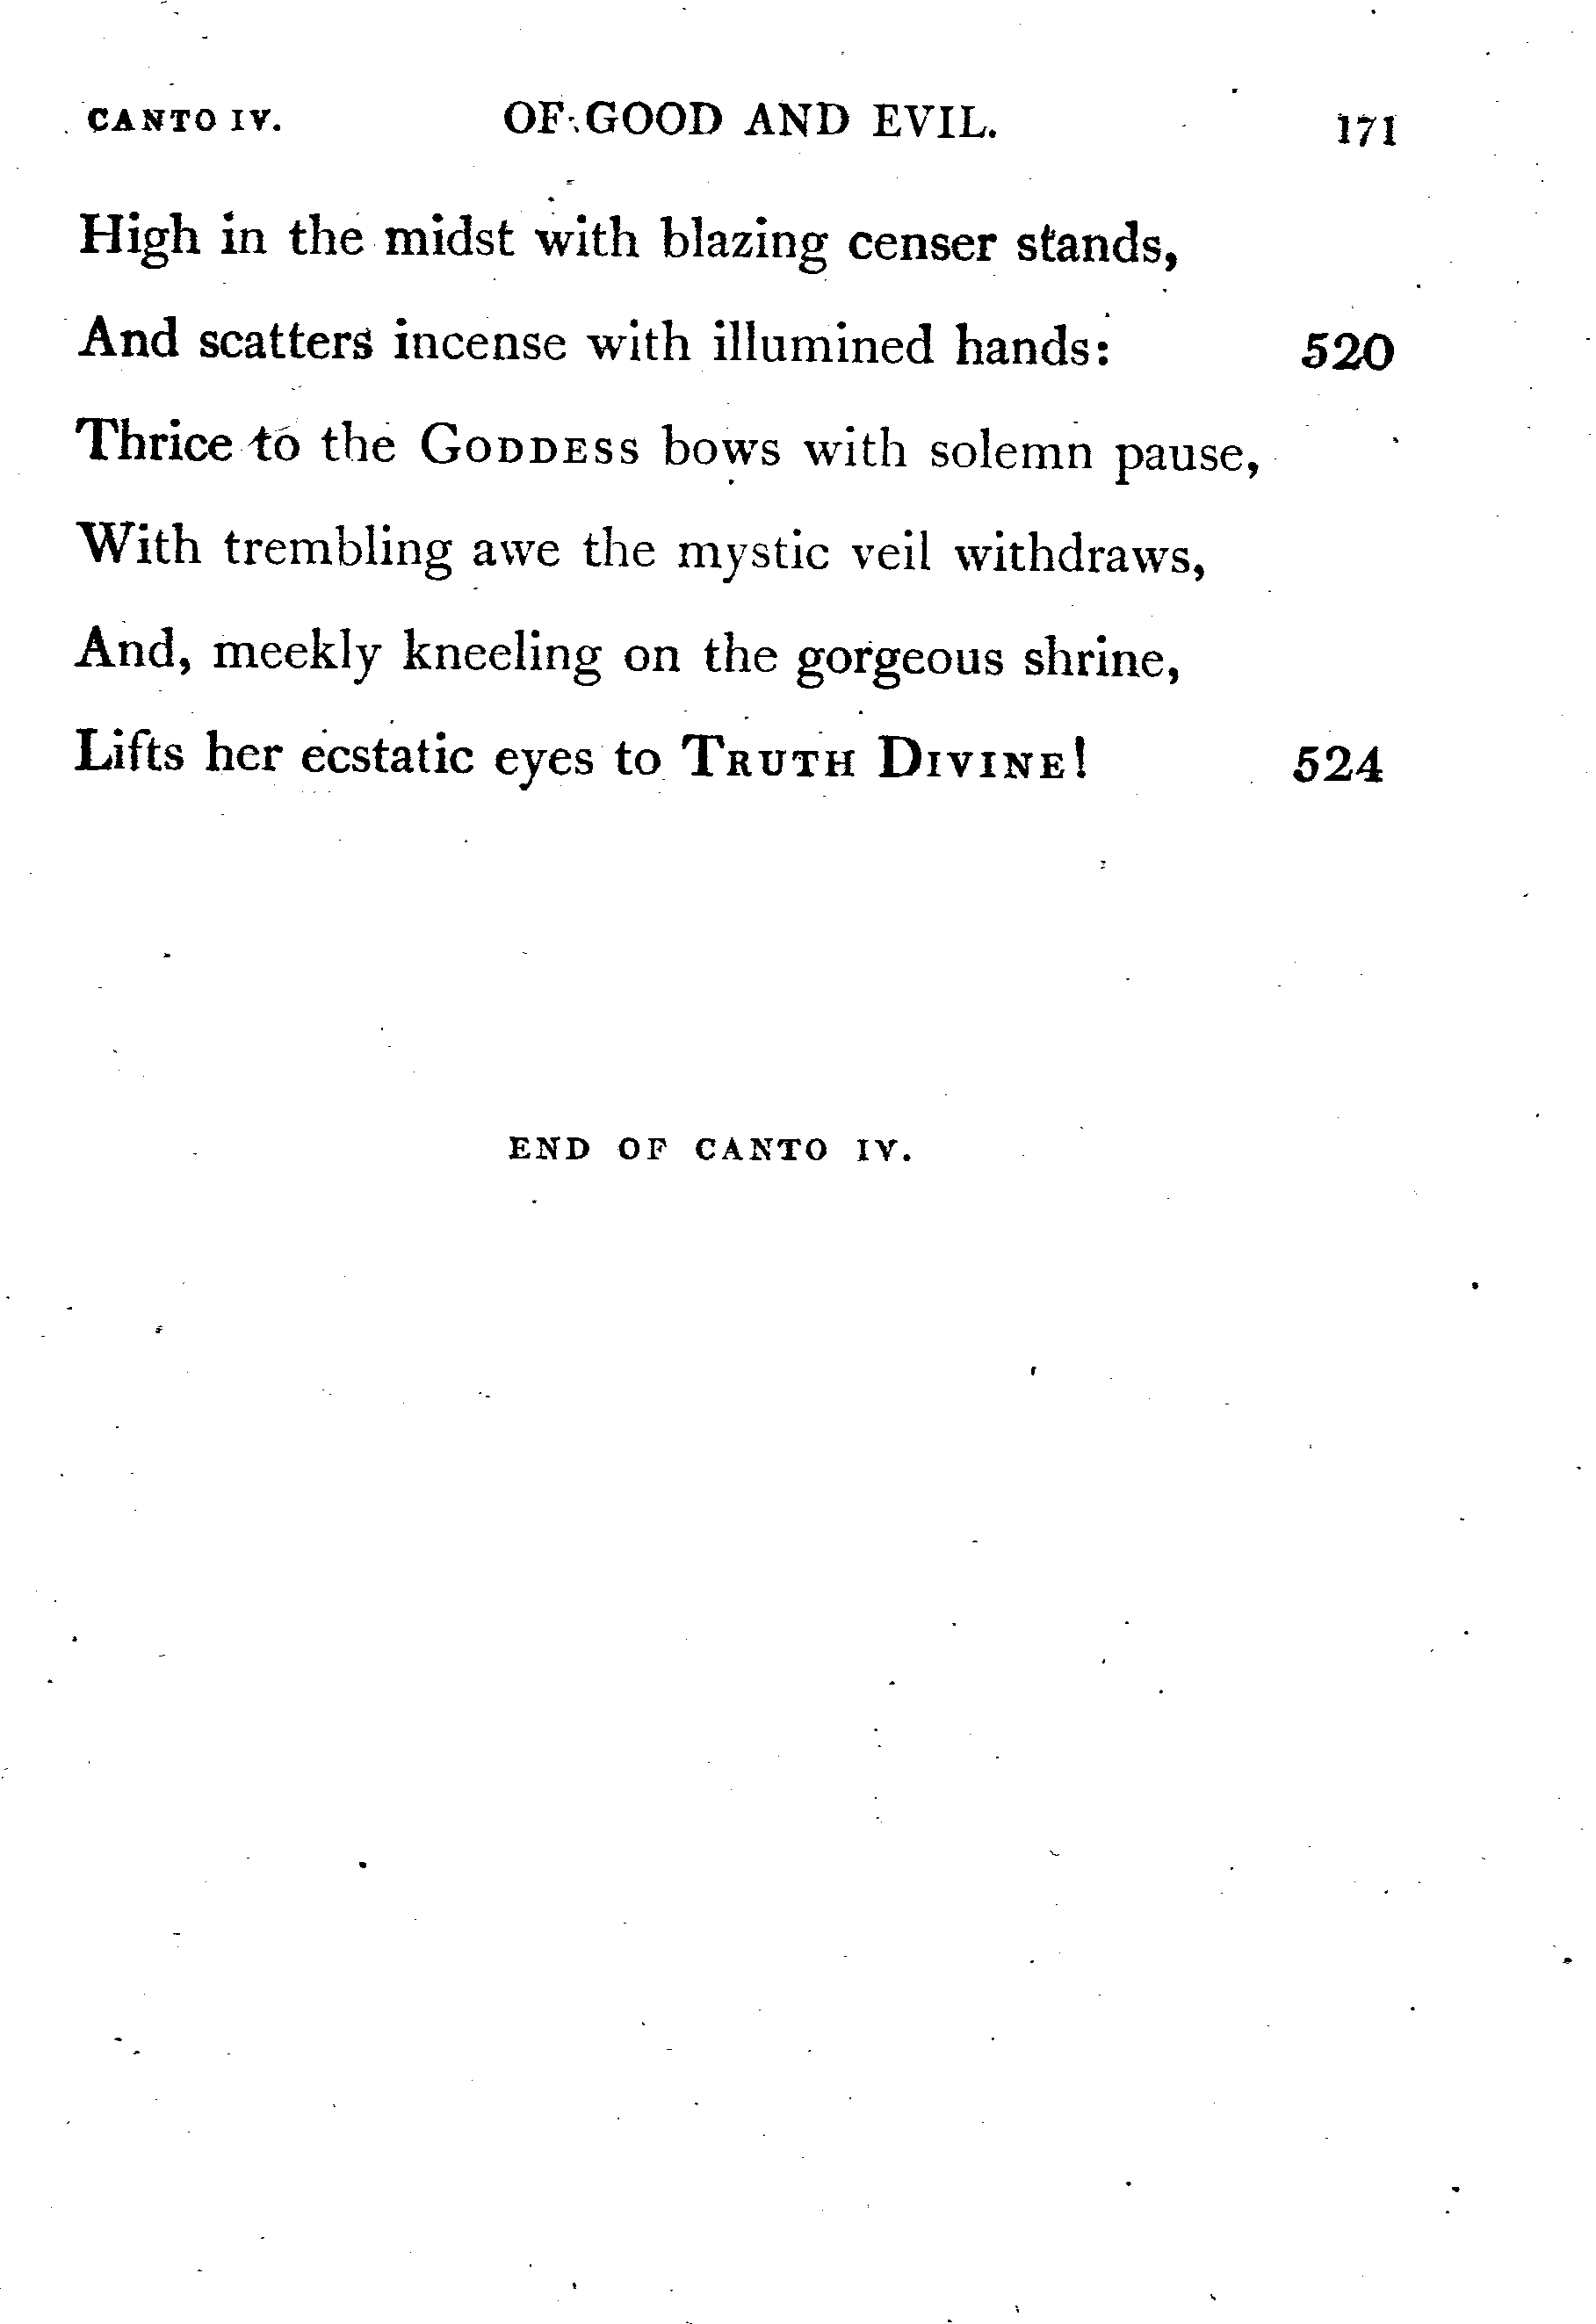 CANTO IV. OF GOOD AND EVIL. 171
High in the midst with blazing censer stands,
And scatters incense with illumined hands: 520
Thrice to the GODDESS bows with solemn pause,
With trembling awe the mystic veil withdraws,
And, meekly kneeling on the gorgeous shrine,
Lifts her ecstatic eyes to TRUTH DIVINE! 524
END OF CANTO IV.